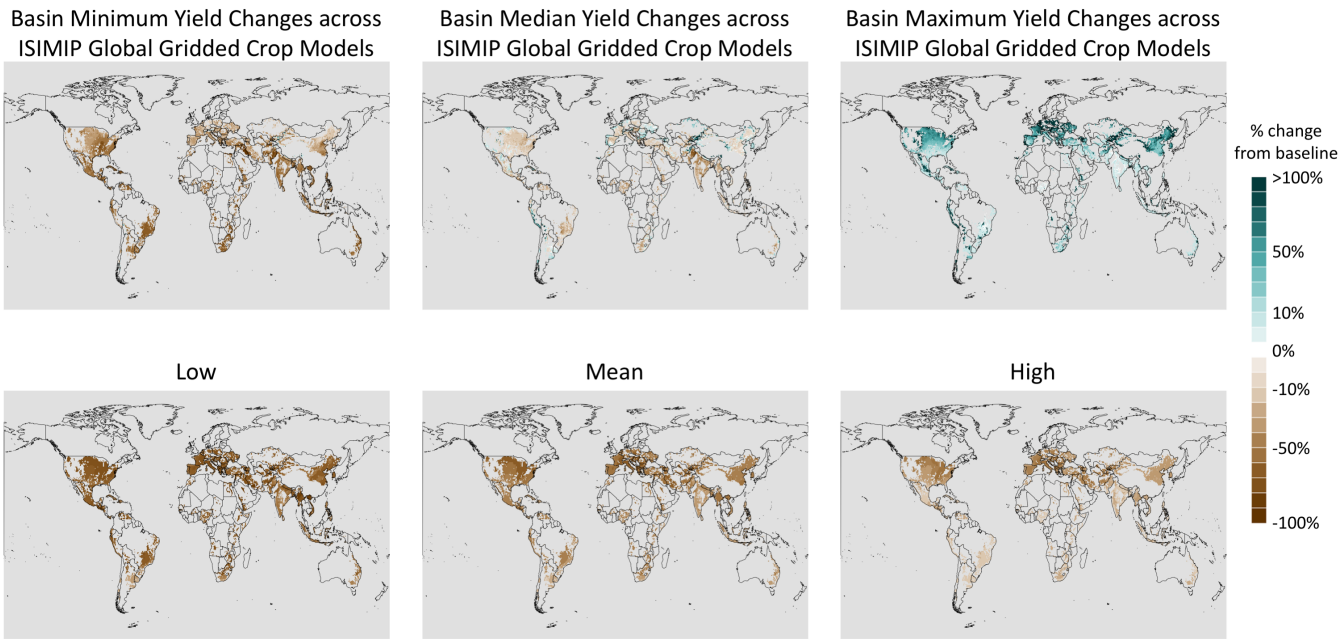 Basin Minimum Yield Changes across
ISIMIP Global Gridded Crop Models
Basin Median Yield Changes across
ISIMIP Global Gridded Crop Models
Basin Maximum Yield Changes across
ISIMIP Global Gridded Crop Models
% change
from baseline
>100%
50%
10%
0%
-10%
-50%
-100%
Low
Mean
High